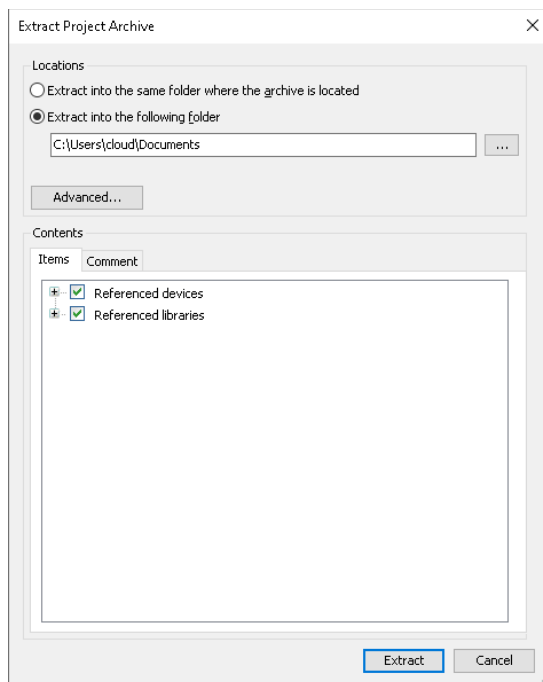 Extract Project Archive
Locations
Extract into the same folder where the archive is located
Extract into the following folder
C:\Users\cloud\Documents
...
Advanced...
Contents
Items Comment
Referenced devices
Referenced libraries
Extract Cancel